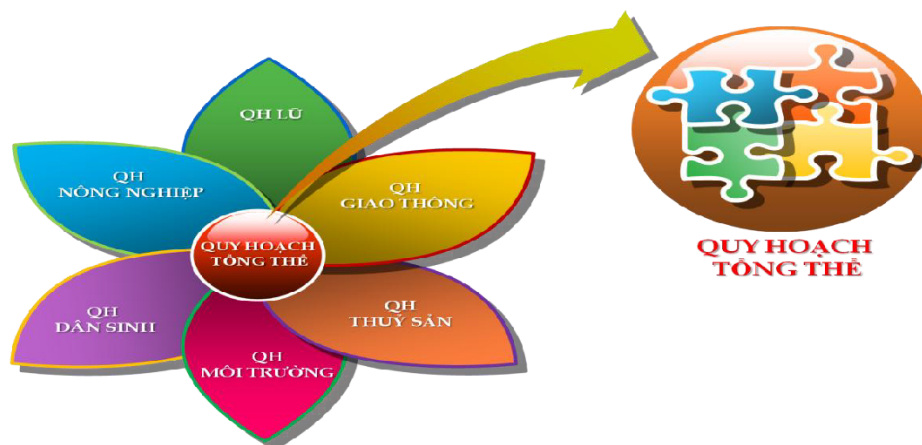 QH LŨ
QH
NÔNG NGHIỆP
QH
GIAO THÔNG
QUY HOẠCH
TỔNG THỂ
QH
DÂN SINH
QH
THUỶ SẢN
QH
MÔI TRƯỜNG
QUY HOẠCH
TỔNG THỂ